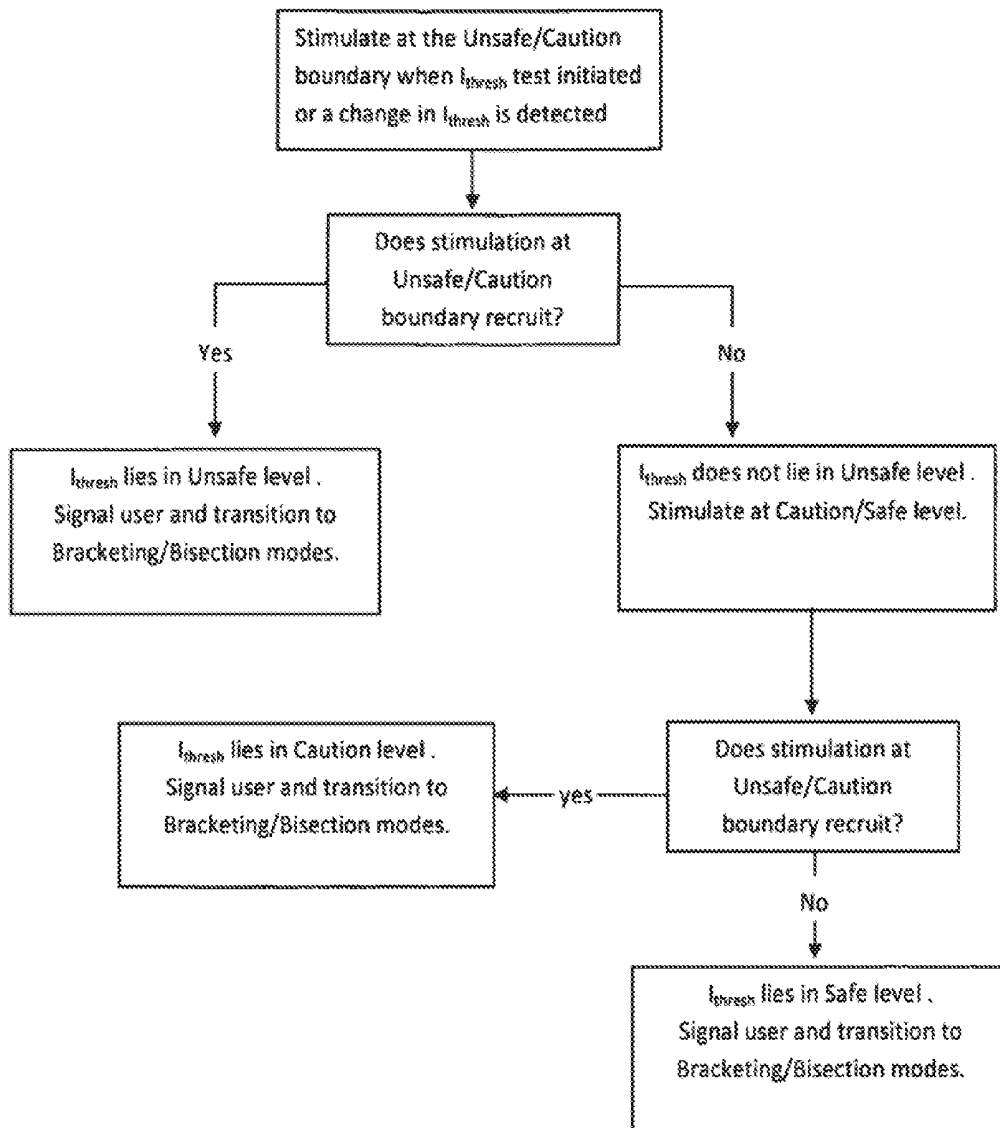 Stimulate at the Unsafe/Caution
boundary when Ithresh test initiated
or a change in Ithresh is detected
Does stimulation at
Unsafe/Caution
boundary recruit?
Yes
No
Ithresh lies in Unsafe level .
Signal user and transition to
Bracketing/Bisection modes.
Ithresh does not lie in Unsafe level .
Stimulate at Caution/Safe level.
Ithresh lies in Caution level .
Signal user and transition to
Bracketing/Bisection modes.
yes
Does stimulation at
Unsafe/Caution
boundary recruit?
No
Ithresh lies in Safe level .
Signal user and transition to
Bracketing/Bisection modes.